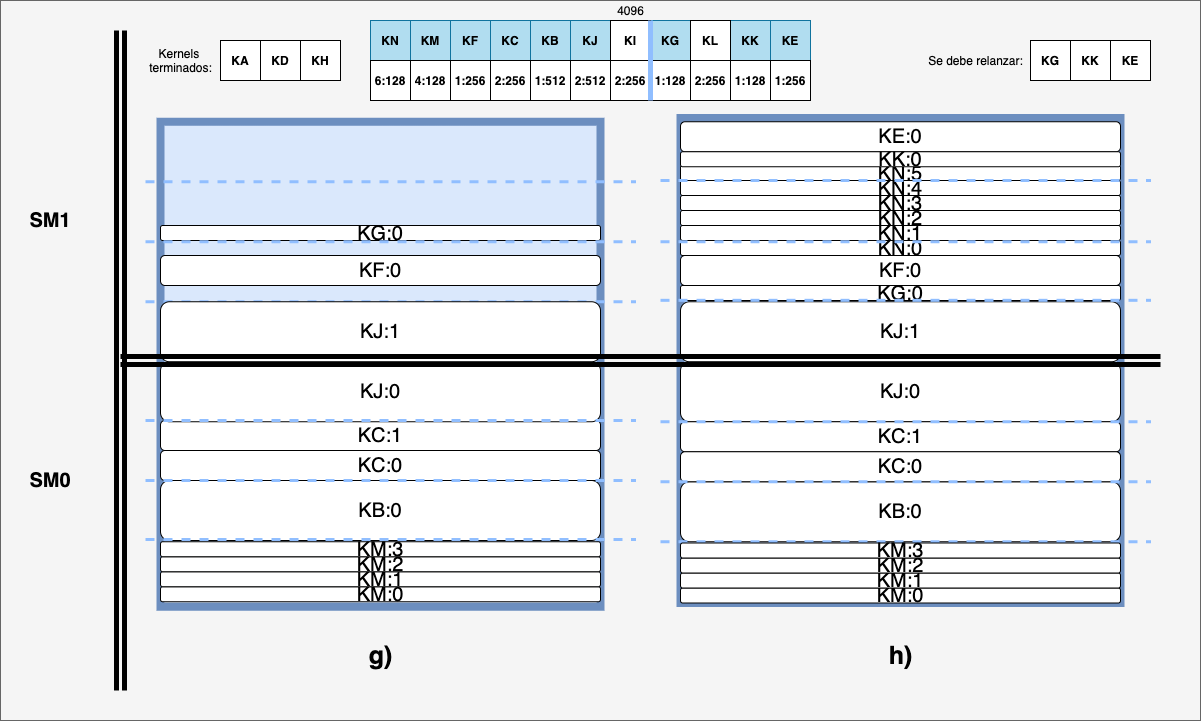 4096
Kernels
terminados:
KA KD KH
KN KM KF KC KB KJ KI KG KL KK KE
6:128 4:128 1:256 2:256 1:512 2:512 2:256 1:128 2:256 1:128 1:256
Se debe relanzar:
KG KK KE
SM1
KG:0
KF:0
KJ:1
KE:0
KK:0
KN:5
KN:4
KN:3
KN:2
KN:1
KN:0
KF:0
KG:0
KJ:1
SM0
KJ:0
KC:1
KC:0
KB:0
KM:3
KM:2
KM:1
KM:0
KJ:0
KC:1
KC:0
KB:0
KM:3
KM:2
KM:1
KM:0
g)
h)